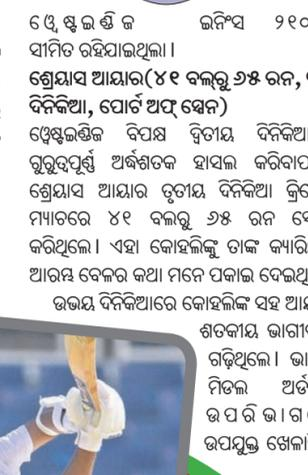 ୱେଷ୍ଟଇଣ୍ଡିଜ ଇନିଂସ ୨୧୦
ସୀମିତ ରହିଯାଇଥିଲା ।
ଶ୍ରେୟାସ ଆୟାର(୪୧ ବଲ୍‌ରୁ ୬୫ ରନ,
ଦିନିକିଆ, ପୋର୍ଟ ଅଫ୍ ସ୍ପେନ)
ୱେଷ୍ଟଇଣ୍ଡିଜ ବିପକ୍ଷ ଦ୍ୱିତୀୟ ଦିନିକିଆ
ଗୁରୁତ୍ୱପୂର୍ଣ୍ଣ ଅର୍ଦ୍ଧଶତକ ହାସଲ କରିବାପ
ଶ୍ରେୟାସ ଆୟାର ତୃତୀୟ ଦିନିକିଆ କ୍ରି
ମ୍ୟାଚରେ ୪୧ ବଲରୁ ୬୫ ରନ ସ
କରିଥିଲେ । ଏହା କୋହଲିଙ୍କୁ ତାଙ୍କ କ୍ୟାରି
ଆରମ୍ଭ ବେଳର କଥା ମନେ ପକାଇ ଦେଇଥି
ଉଭୟ ଦିନିକିଆରେ କୋହଲିଙ୍କ ସହ ଆୟ
ଶତକୀୟ ଭାଗୀଦ
ଗଢ଼ିଥିଲେ । ଭା
ମିଡଲ ଅର୍ଡ
ଉପରିଭାଗ
ଉପଯୁକ୍ତ ଖେଳା